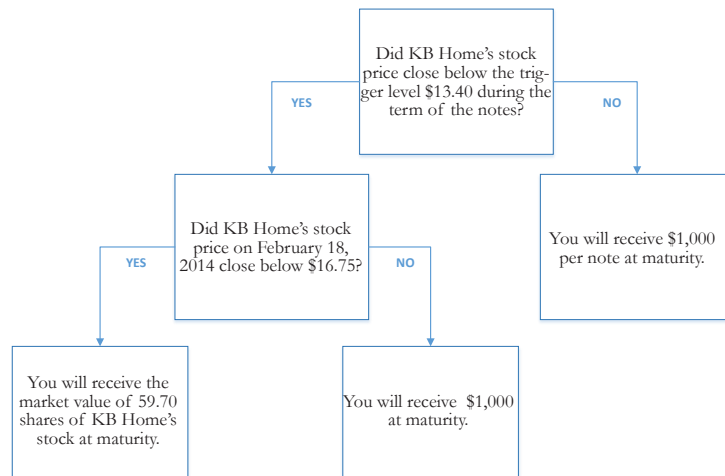 Did KB Home's stock
price close below the trig-
ger level $13.40 during the
term of the notes?
YES
NO
Did KB Home's stock
price on February 18,
2014 close below $16.75?
You will receive $1,000
per note at maturity.
YES
NO
You will receive the
market value of 59.70
shares of KB Home's
stock at maturity.
You will receive $1,000
at maturity.